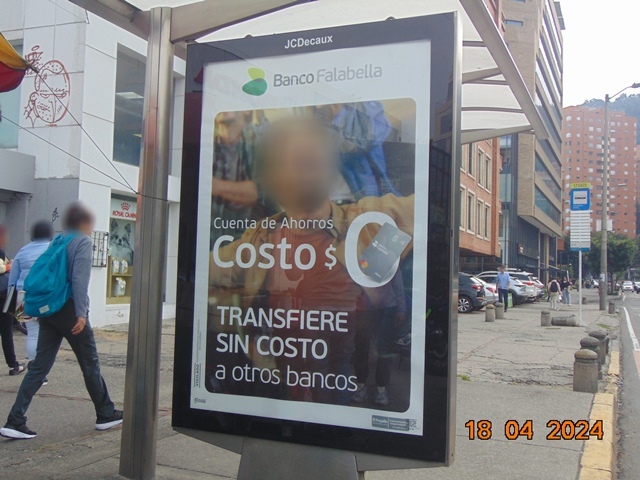 JCDecaux
Banco Falabella
Cuenta de Ahorros
Costo $0
TRANSFIERE
SIN COSTO
a otros bancos
ROYAL CANIN
18 04 2024